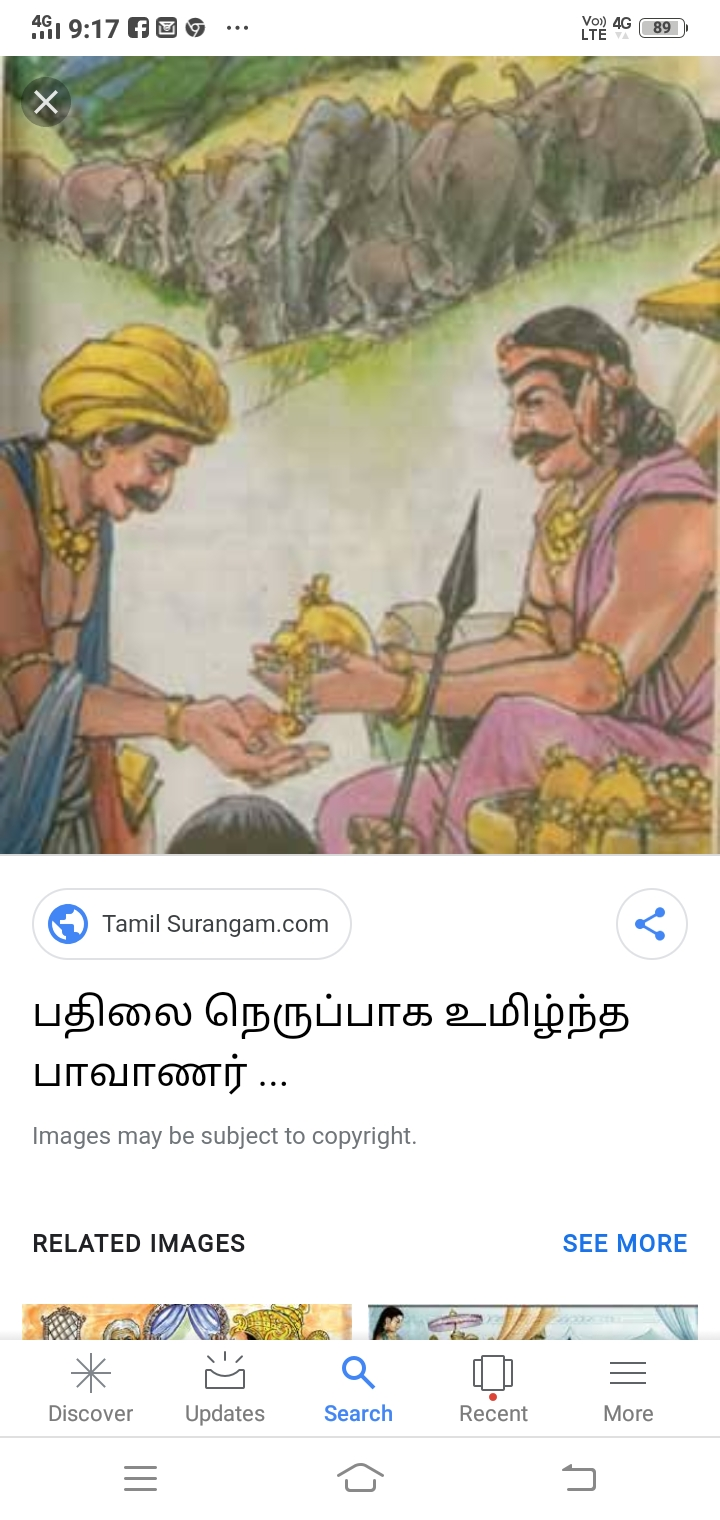 4G 9:17
Vo)) LTE 4G 89
Tamil Surangam.com
பதிலை நெருப்பாக உமிழ்ந்த
பாவாணர் ...
Images may be subject to copyright.
RELATED IMAGES SEE MORE
Discover Updates Search Recent More